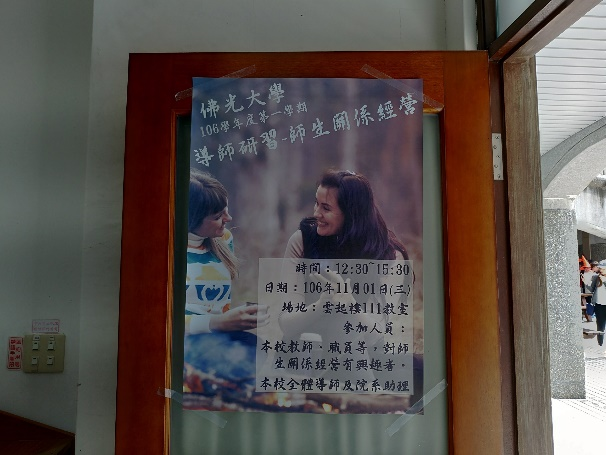 佛光大學
106學年度第一學期
導師研習-師生關係經營
時間：12:30~15:30
日期：106年11月01日(三)
場地：雲起樓111教室
參加人員：
本校教師、職員等，對師
生關係經營有興趣者。
本校全體導師及院系助理